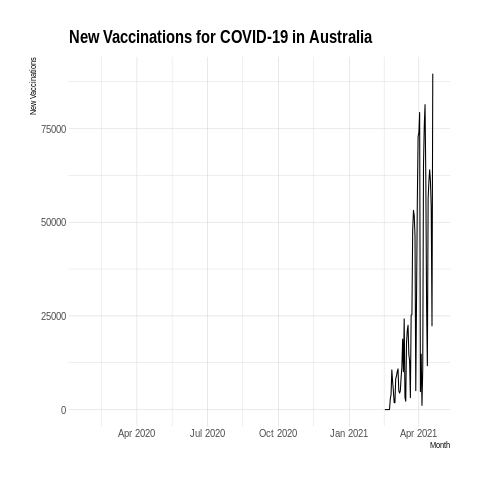 New Vaccinations for COVID-19 in Australia
New Vaccinations
75000
50000
25000
0
Apr 2020 Jul 2020 Oct 2020 Jan 2021 Apr 2021
Month